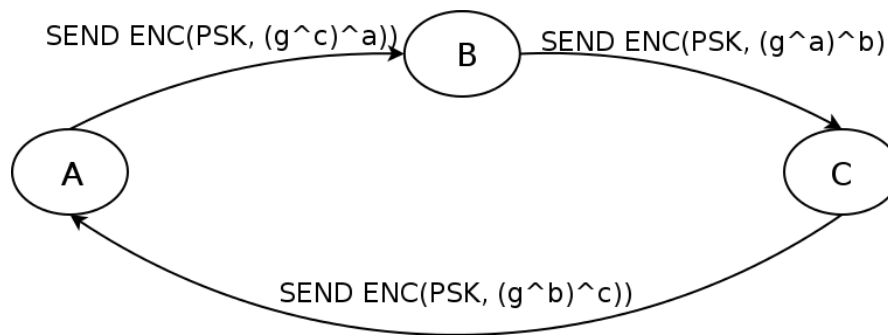 SEND ENC(PSK, (g^c)^a))
B
SEND ENC(PSK, (g^a)^b)
A
C
SEND ENC(PSK, (g^b)^c))